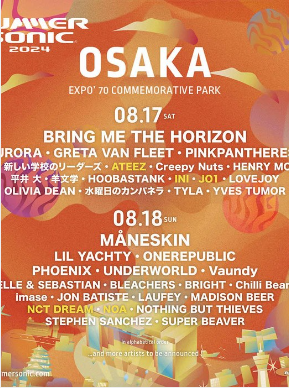 UMMER
SONIC
2024
OSAKA
EXPO' 70 COMMEMORATIVE PARK
08.17 SAT
BRING ME THE HORIZON
URORA・GRETA VAN FLEET・PINKPANTHERES
新しい学校のリーダーズ・ATEEZ・Creepy Nuts・HENRY MO
平井 大・羊文学・HOOBASTANK・INI・JO1・LOVEJOY
OLIVIA DEAN・水曜日のカンパネラ・TYLA・YVES TUMOR
08.18 SUN
MÅNESKIN
LIL YACHTY・ONEREPUBLIC
PHOENIX・UNDERWORLD・Vaundy
ELLE & SEBASTIAN・BLEACHERS・BRIGHT・Chilli Bean
imase・JON BATISTE・LAUFEY・MADISON BEER
NCT DREAM・NOA・NOTHING BUT THIEVES
STEPHEN SANCHEZ・SUPER BEAVER
in alphabetical order
...and more artists to be announced
mersonic.com